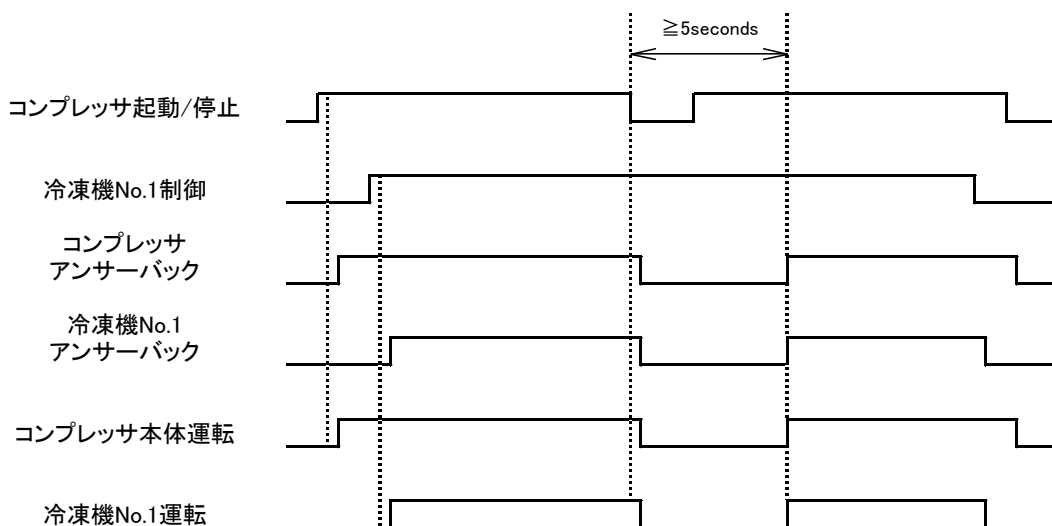 ≧5seconds
コンプレッサ起動/停止
冷凍機No.1制御
コンプレッサ
アンサーバック
冷凍機No.1
アンサーバック
コンプレッサ本体運転
冷凍機No.1運転